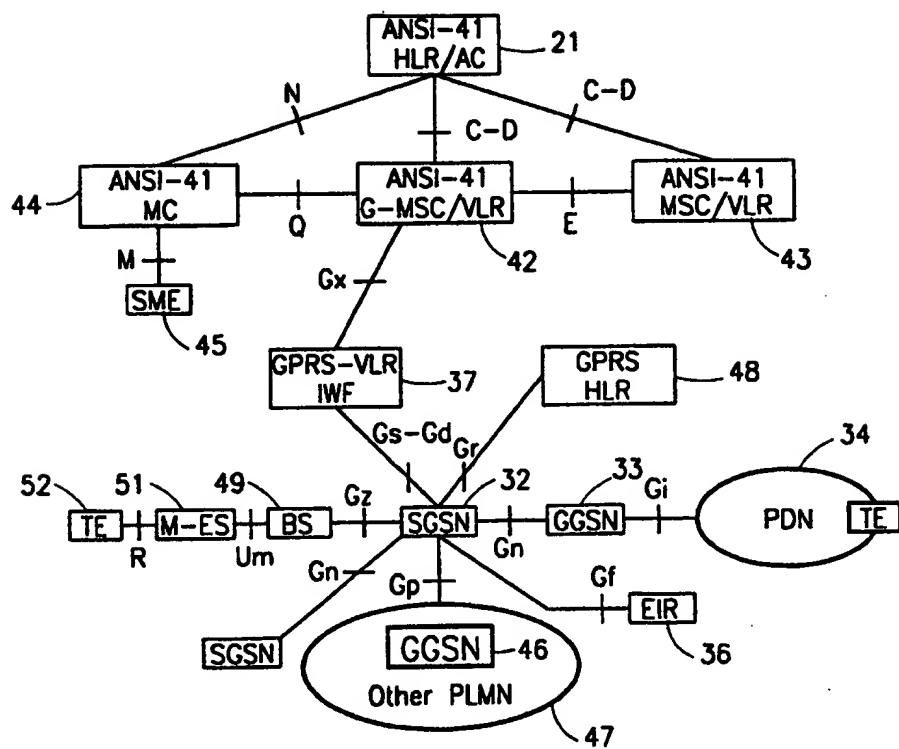 ANSI-41
HLR/AC
21
N
C-D
C-D
44
ANSI-41
MC
Q
ANSI-41
G-MSC/VLR
E
ANSI-41
MSC/VLR
42
43
M
SME
45
Gx
GPRS-VLR
IWF
37
GPRS
HLR
48
Gs-Gd
Gr
34
52
TE
R
51
M-ES
Um
49
BS
Gz
SGSN
32
Gn
33
GGSN
Gi
PDN
TE
Gn
Gp
Gf
EIR
36
SGSN
GGSN
46
Other PLMN
47